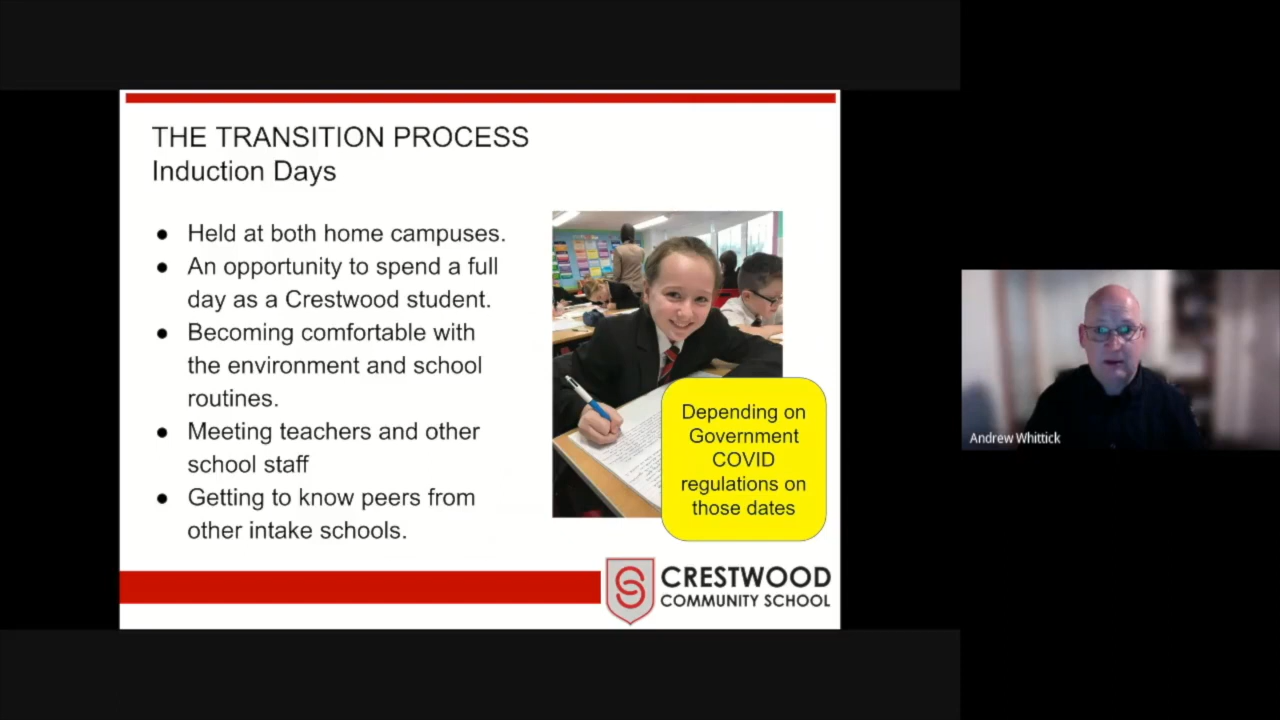 THE TRANSITION PROCESS
Induction Days
● Held at both home campuses.
● An opportunity to spend a full
day as a Crestwood student.
● Becoming comfortable with
the environment and school
routines.
● Meeting teachers and other
school staff
● Getting to know peers from
other intake schools.
Depending on
Government
COVID
regulations on
those dates
CRESTWOOD
COMMUNITY SCHOOL
Andrew Whittick